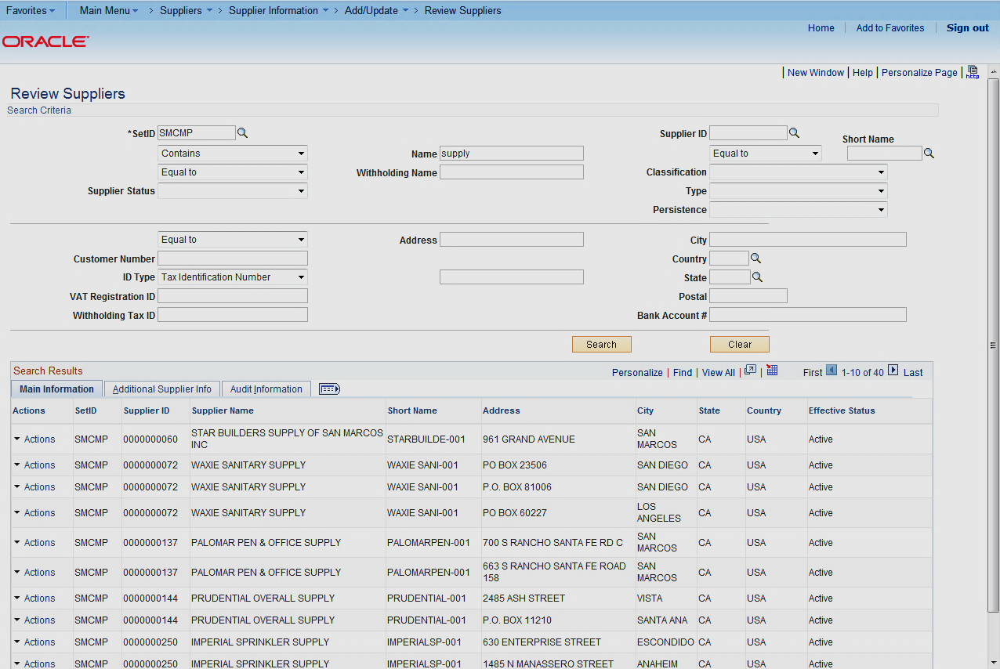 Favorites Main Menu > Suppliers > Supplier Information > Add/Update > Review Suppliers
Home Add to Favorites Sign out
ORACLE
New Window Help Personalize Page http
Review Suppliers
Search Criteria
*SetID SMCMP Supplier ID
Short Name
Contains Name supply Equal to
Equal to Withholding Name Classification
Supplier Status Type
Persistence
Equal to Address City
Customer Number Country
ID Type Tax Identification Number State
VAT Registration ID Postal
Withholding Tax ID Bank Account #
Search Clear
Search Results Personalize | Find | View All | | First 1-10 of 40 Last
Main Information Additional Supplier Info Audit Information
Actions SetID Supplier ID Supplier Name Short Name Address City State Country Effective Status
Actions SMCMP 0000000060 STAR BUILDERS SUPPLY OF SAN MARCOS INC STARBUILDE-001 961 GRAND AVENUE SAN MARCOS CA USA Active
Actions SMCMP 0000000072 WAXIE SANITARY SUPPLY WAXIE SANI-001 PO BOX 23506 SAN DIEGO CA USA Active
Actions SMCMP 0000000072 WAXIE SANITARY SUPPLY WAXIE SANI-001 P.O. BOX 81006 SAN DIEGO CA USA Active
Actions SMCMP 0000000072 WAXIE SANITARY SUPPLY WAXIE SANI-001 PO BOX 60227 LOS ANGELES CA USA Active
Actions SMCMP 0000000137 PALOMAR PEN & OFFICE SUPPLY PALOMARPEN-001 700 S RANCHO SANTA FE RD C SAN MARCOS CA USA Active
Actions SMCMP 0000000137 PALOMAR PEN & OFFICE SUPPLY PALOMARPEN-001 663 S RANCHO SANTA FE ROAD 158 SAN MARCOS CA USA Active
Actions SMCMP 0000000144 PRUDENTIAL OVERALL SUPPLY PRUDENTIAL-001 2485 ASH STREET VISTA CA USA Active
Actions SMCMP 0000000144 PRUDENTIAL OVERALL SUPPLY PRUDENTIAL-001 P.O. BOX 11210 SANTA ANA CA USA Active
Actions SMCMP 0000000250 IMPERIAL SPRINKLER SUPPLY IMPERIALSP-001 630 ENTERPRISE STREET ESCONDIDO CA USA Active
Actions SMCMP 0000000250 IMPERIAL SPRINKLER SUPPLY IMPERIALSP-001 1485 N MANASSERO STREET ANAHEIM CA USA Active